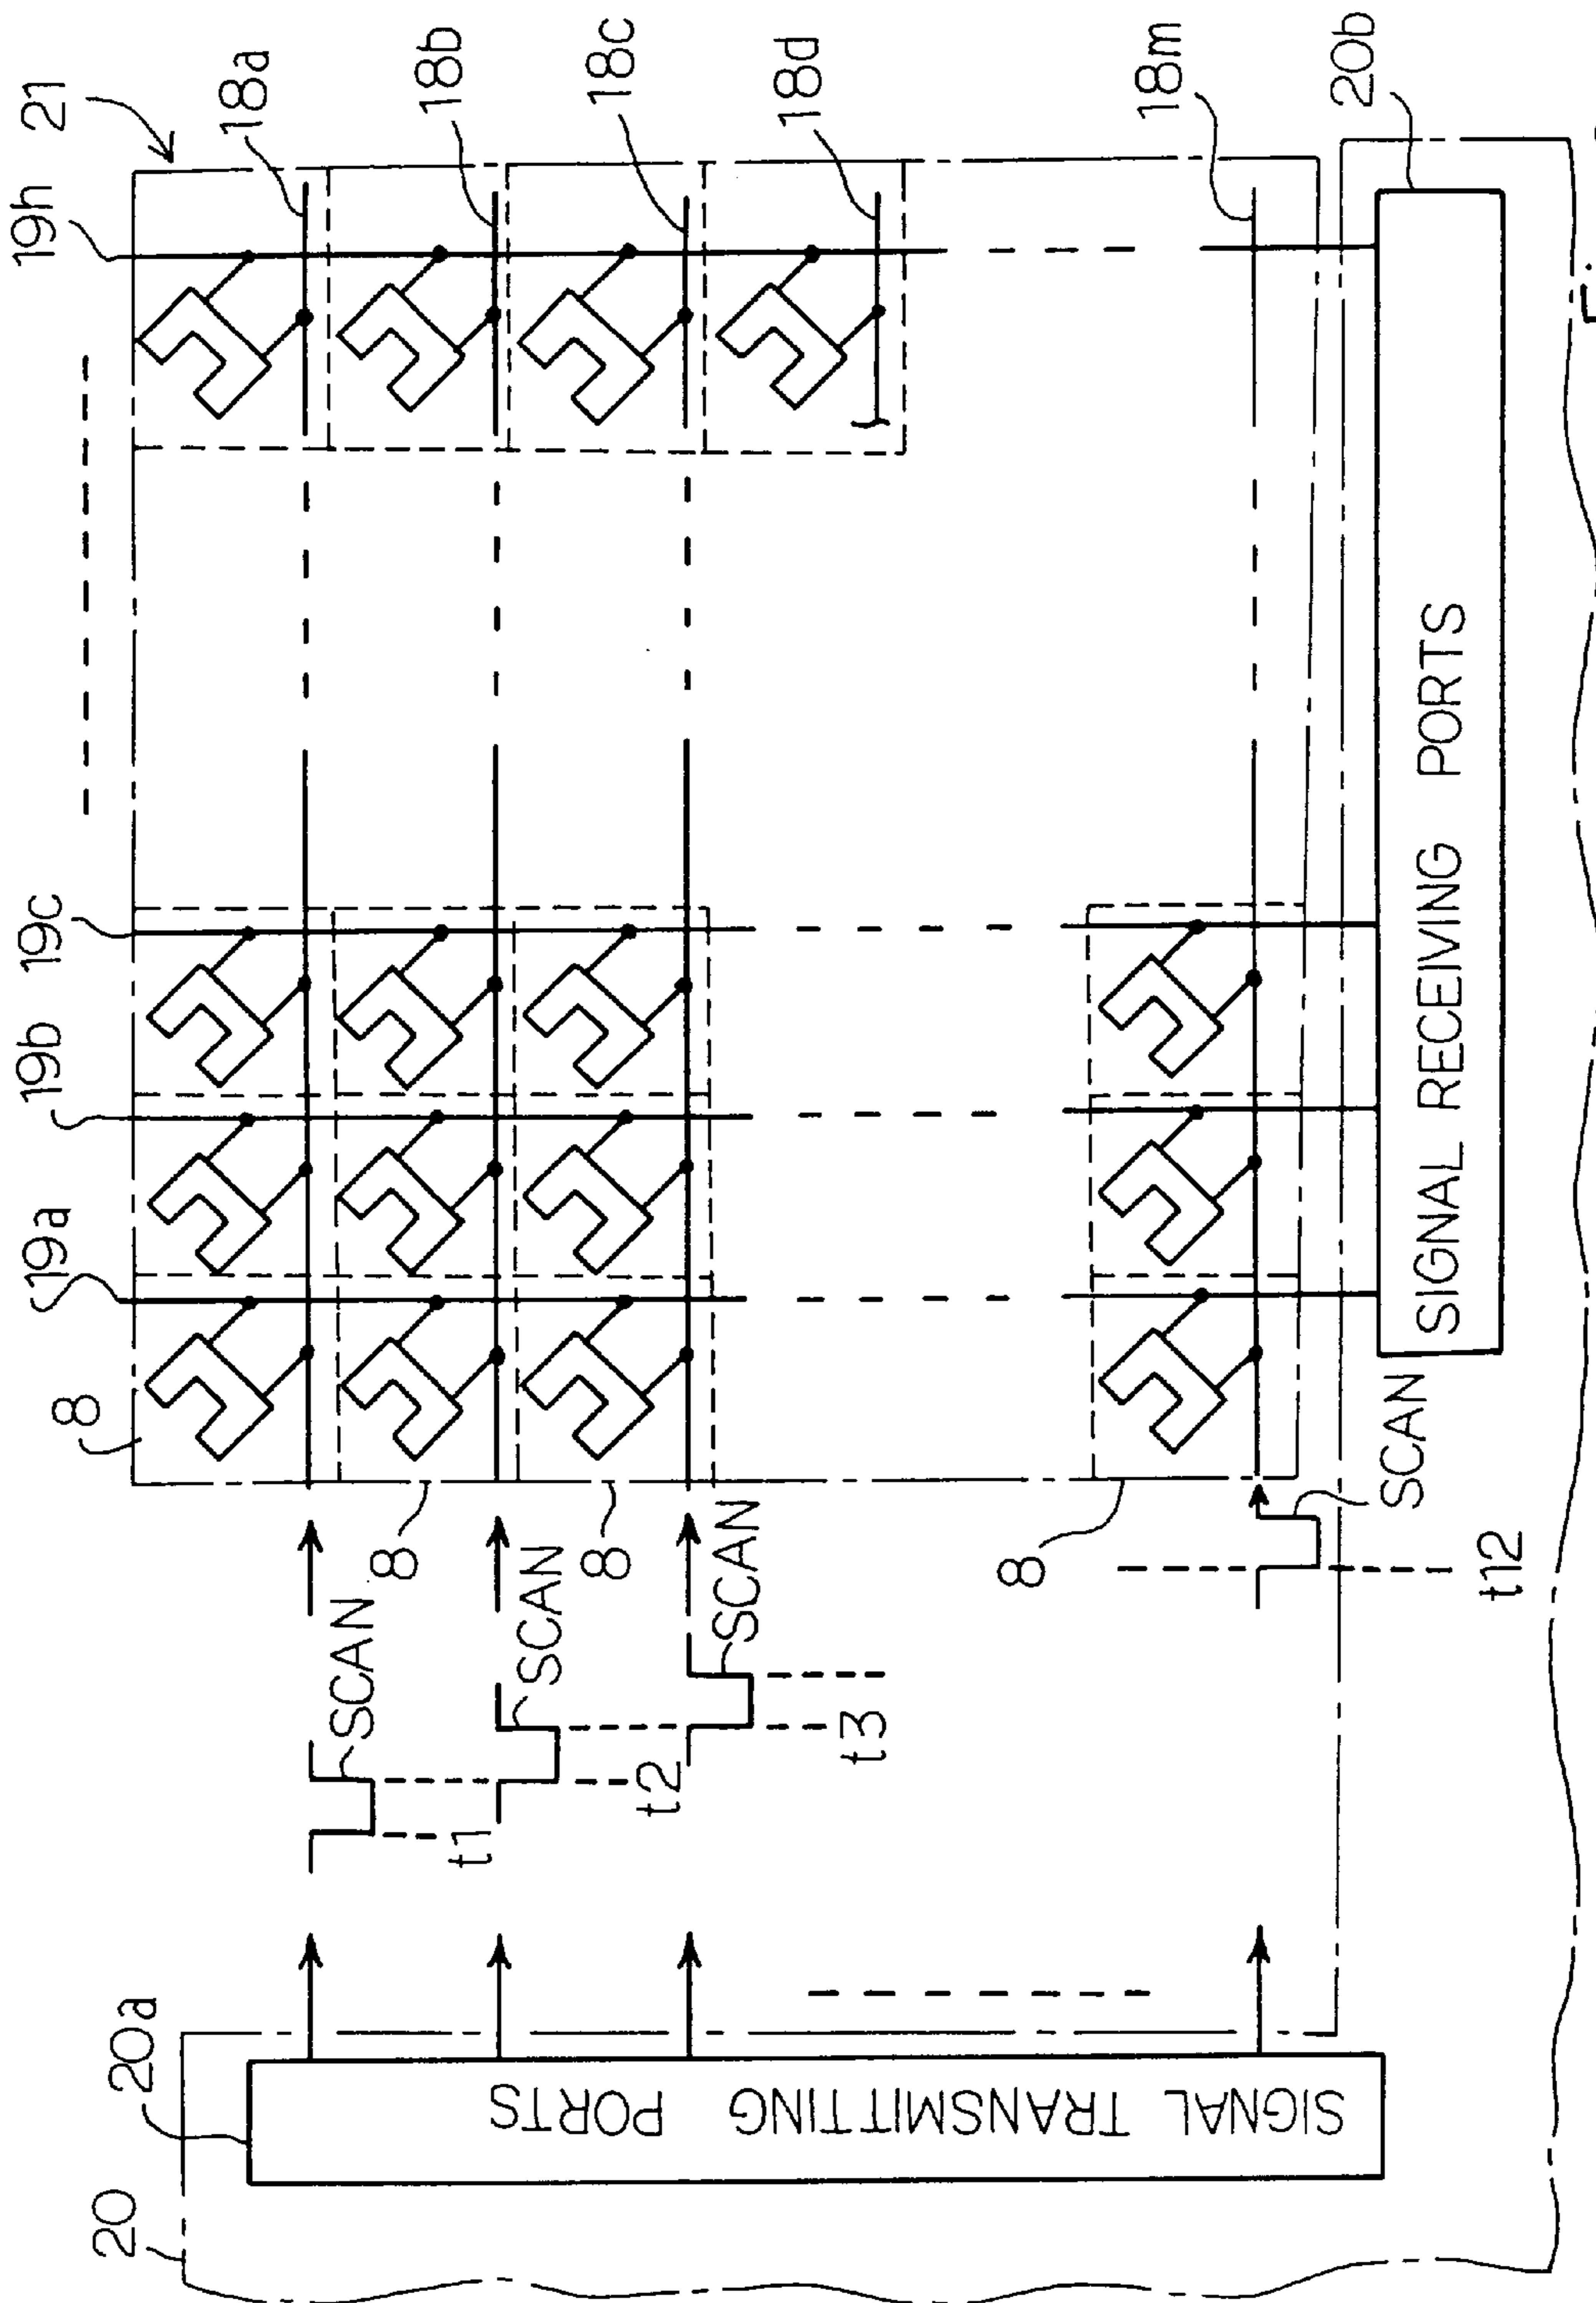 21
19h
18a
18b
18c
18d
18m
20b
19c
19b
19a
8
8
8
8
SCAN
SCAN
SCAN
SCAN
t1
t2
t3
t12
20
20a
SIGNAL TRANSMITTING PORTS
SIGNAL RECEIVING PORTS